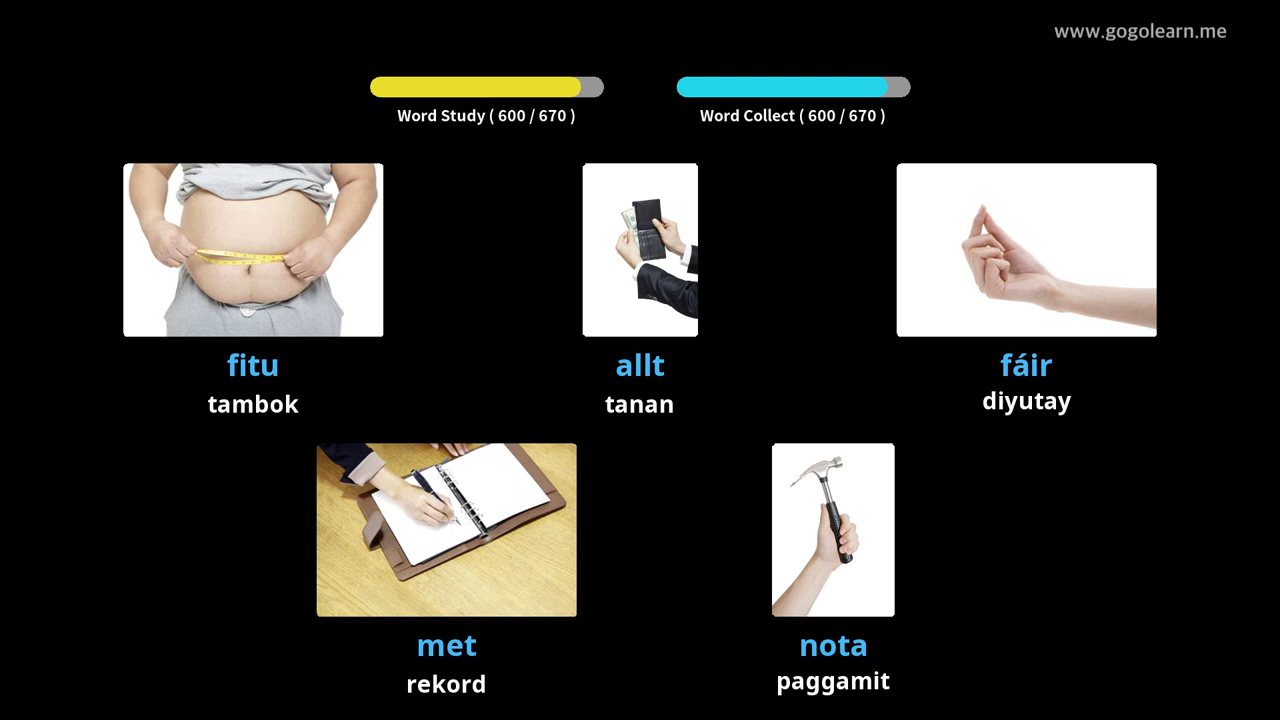 www.gogolearn.me
Word Study ( 600 / 670 )
Word Collect ( 600 / 670 )
fitu
tambok
allt
tanan
fáir
diyutay
met
rekord
nota
paggamit